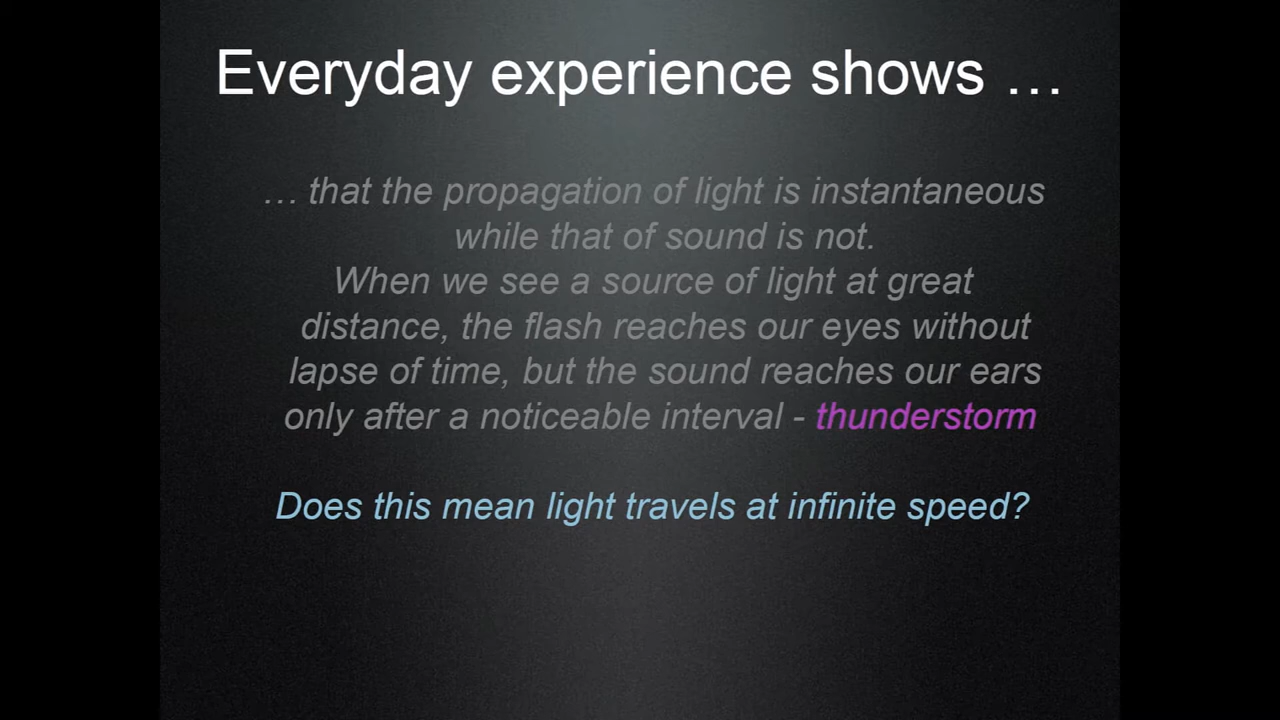 Everyday experience shows …
… that the propagation of light is instantaneous
while that of sound is not.
When we see a source of light at great
distance, the flash reaches our eyes without
lapse of time, but the sound reaches our ears
only after a noticeable interval - thunderstorm
Does this mean light travels at infinite speed?